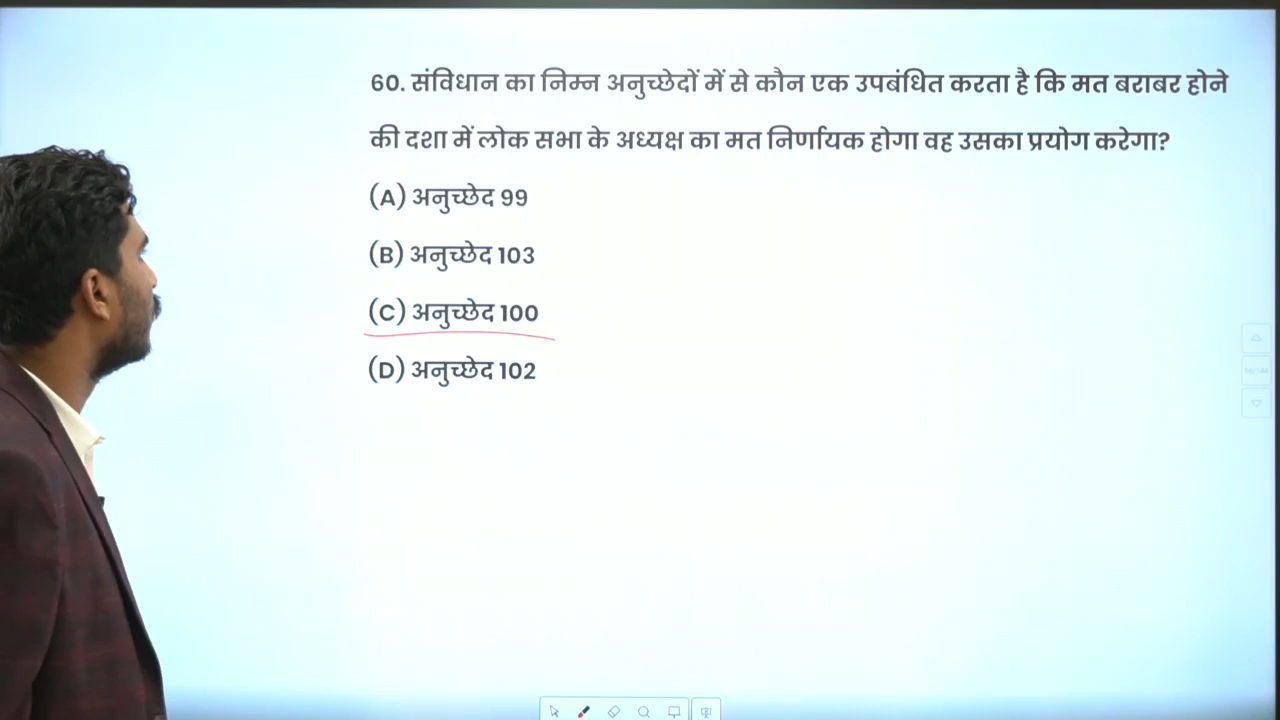 60. संविधान का निम्न अनुच्छेदों में से कौन एक उपबंधित करता है कि मत बराबर होने
की दशा में लोक सभा के अध्यक्ष का मत निर्णायक होगा वह उसका प्रयोग करेगा?
(A) अनुच्छेद 99
(B) अनुच्छेद 103
(C) अनुच्छेद 100
(D) अनुच्छेद 102